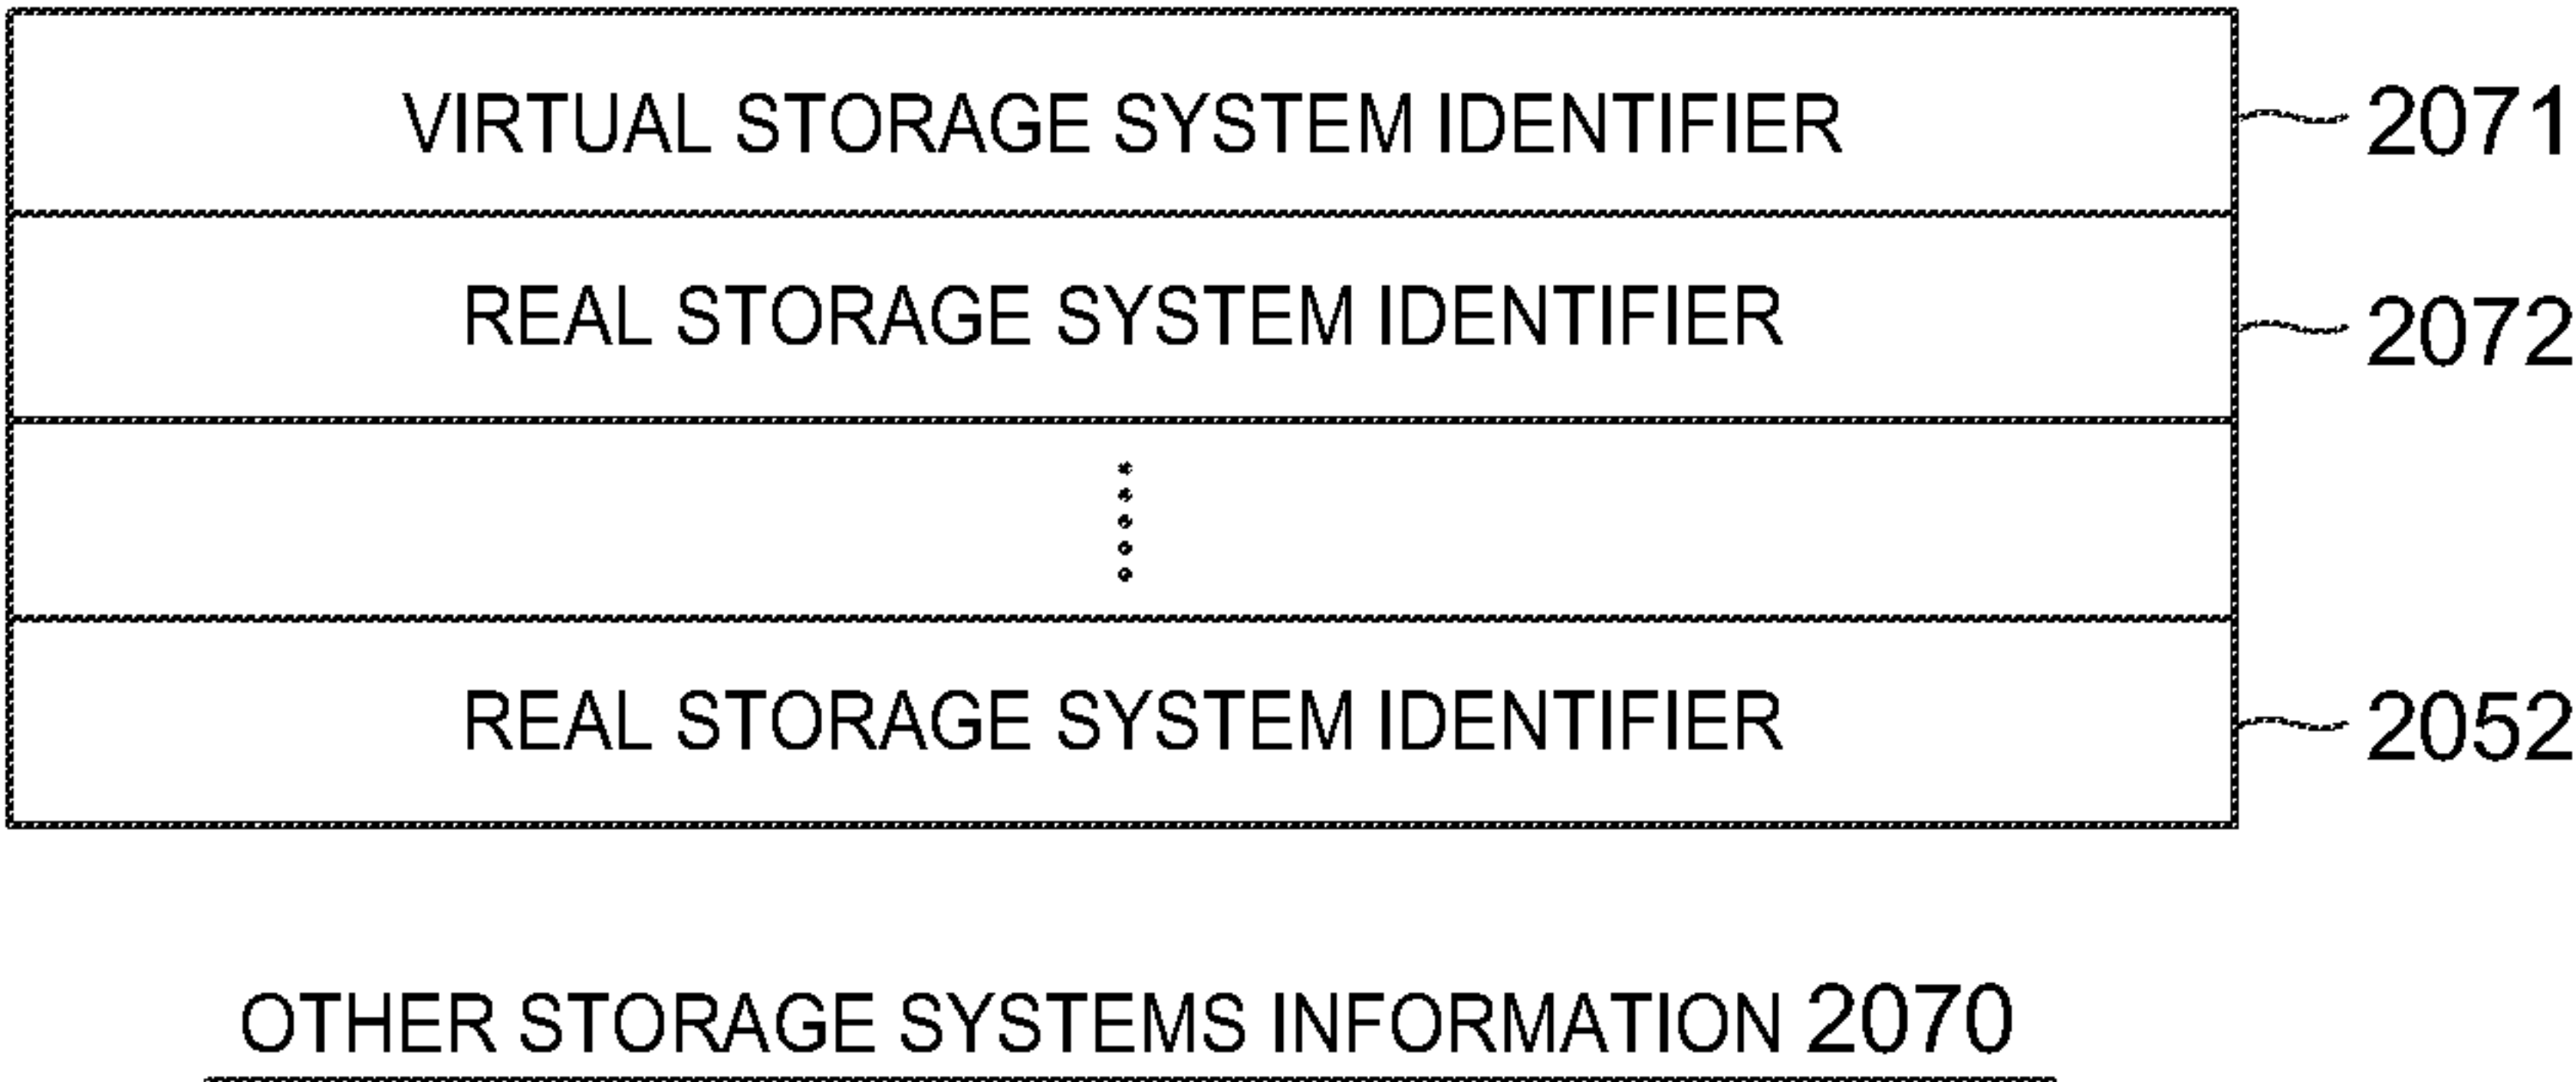 VIRTUAL STORAGE SYSTEM IDENTIFIER 2071
REAL STORAGE SYSTEM IDENTIFIER 2072
REAL STORAGE SYSTEM IDENTIFIER 2052
OTHER STORAGE SYSTEMS INFORMATION 2070